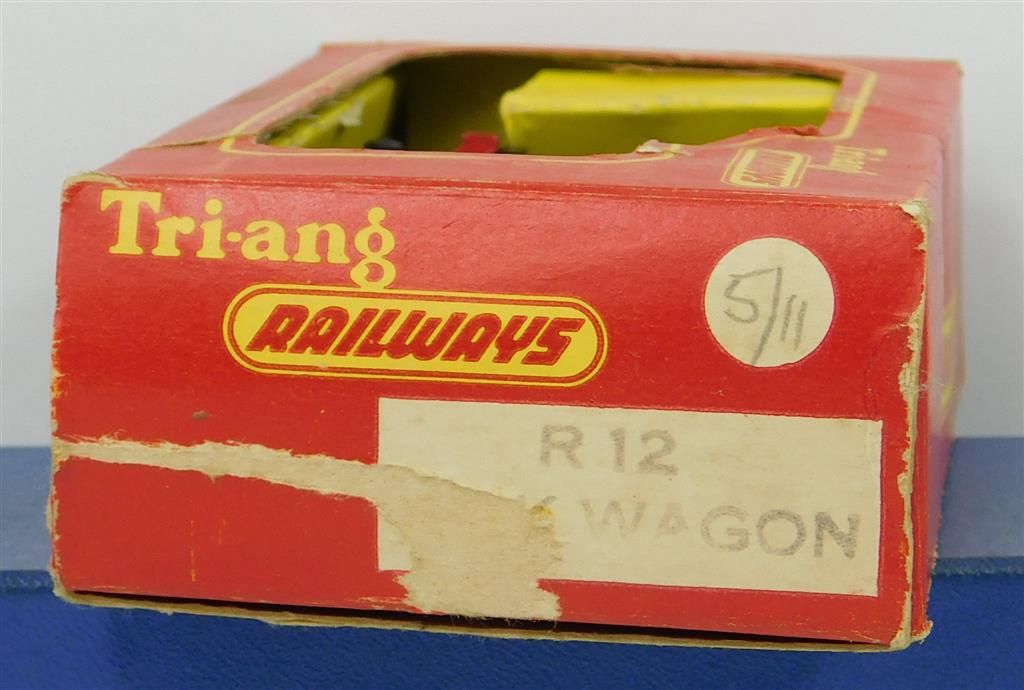 Tri-ang
RAILWAYS
5/11
R 12
WAGON